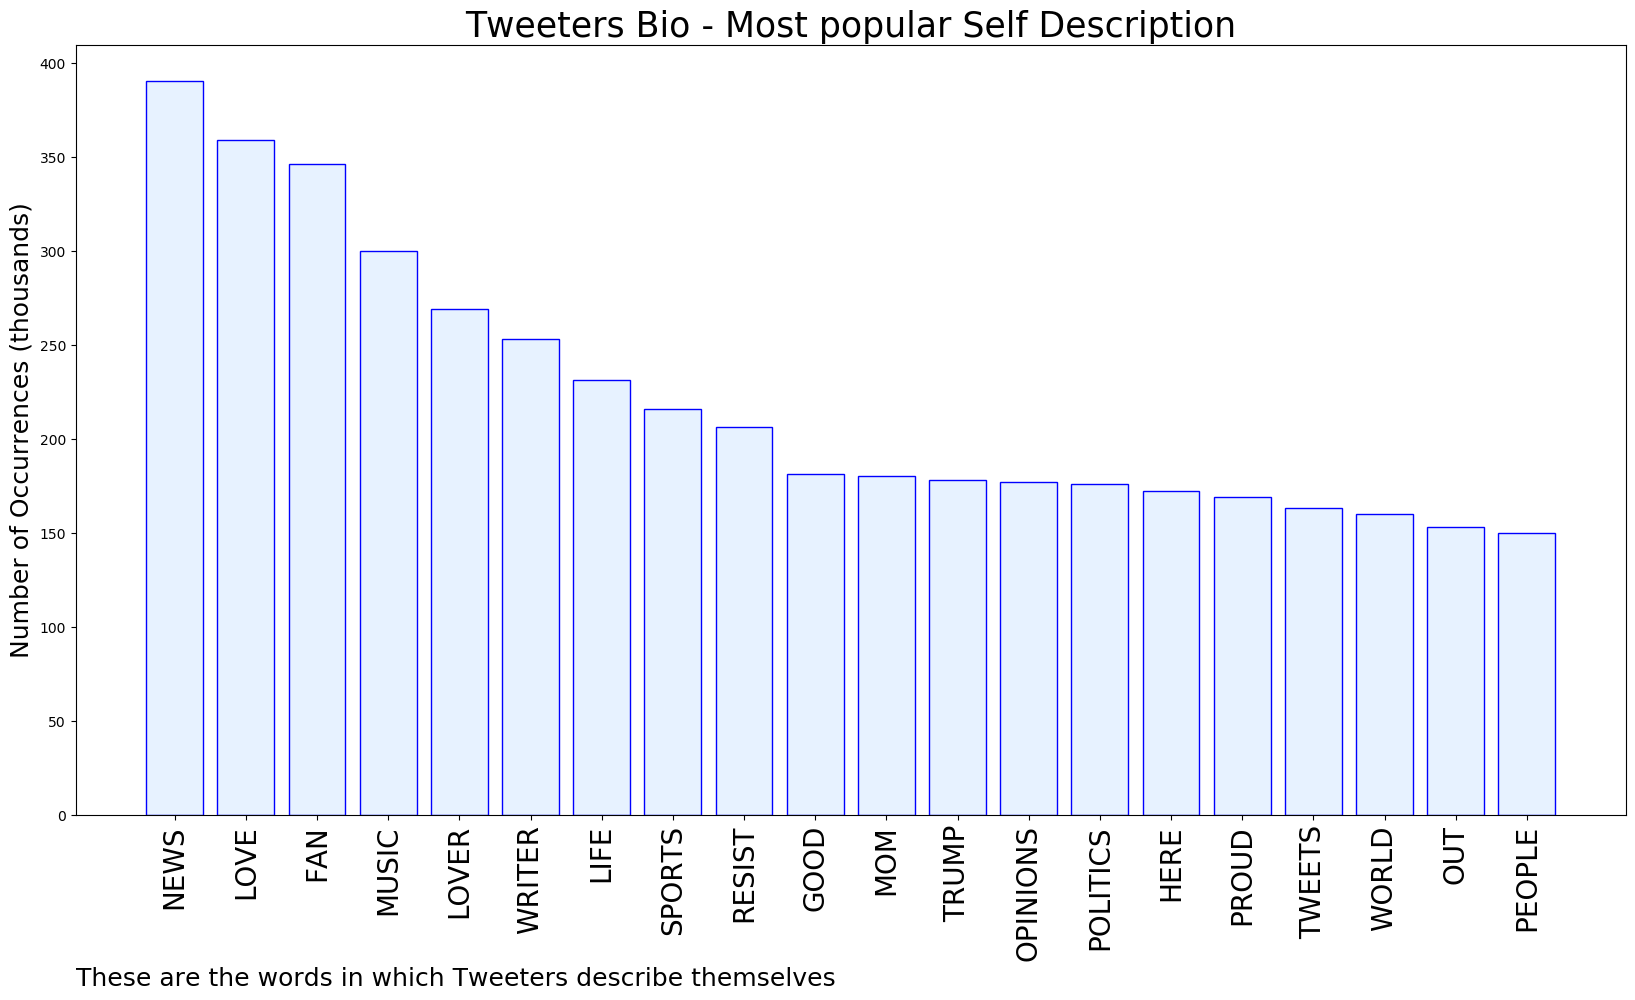 Tweeters Bio - Most popular Self Description
Number of Occurrences (thousands)
400
350
300
250
200
150
100
50
0
NEWS
LOVE
FAN
MUSIC
LOVER
WRITER
LIFE
SPORTS
RESIST
GOOD
MOM
TRUMP
OPINIONS
POLITICS
HERE
PROUD
TWEETS
WORLD
OUT
PEOPLE
These are the words in which Tweeters describe themselves